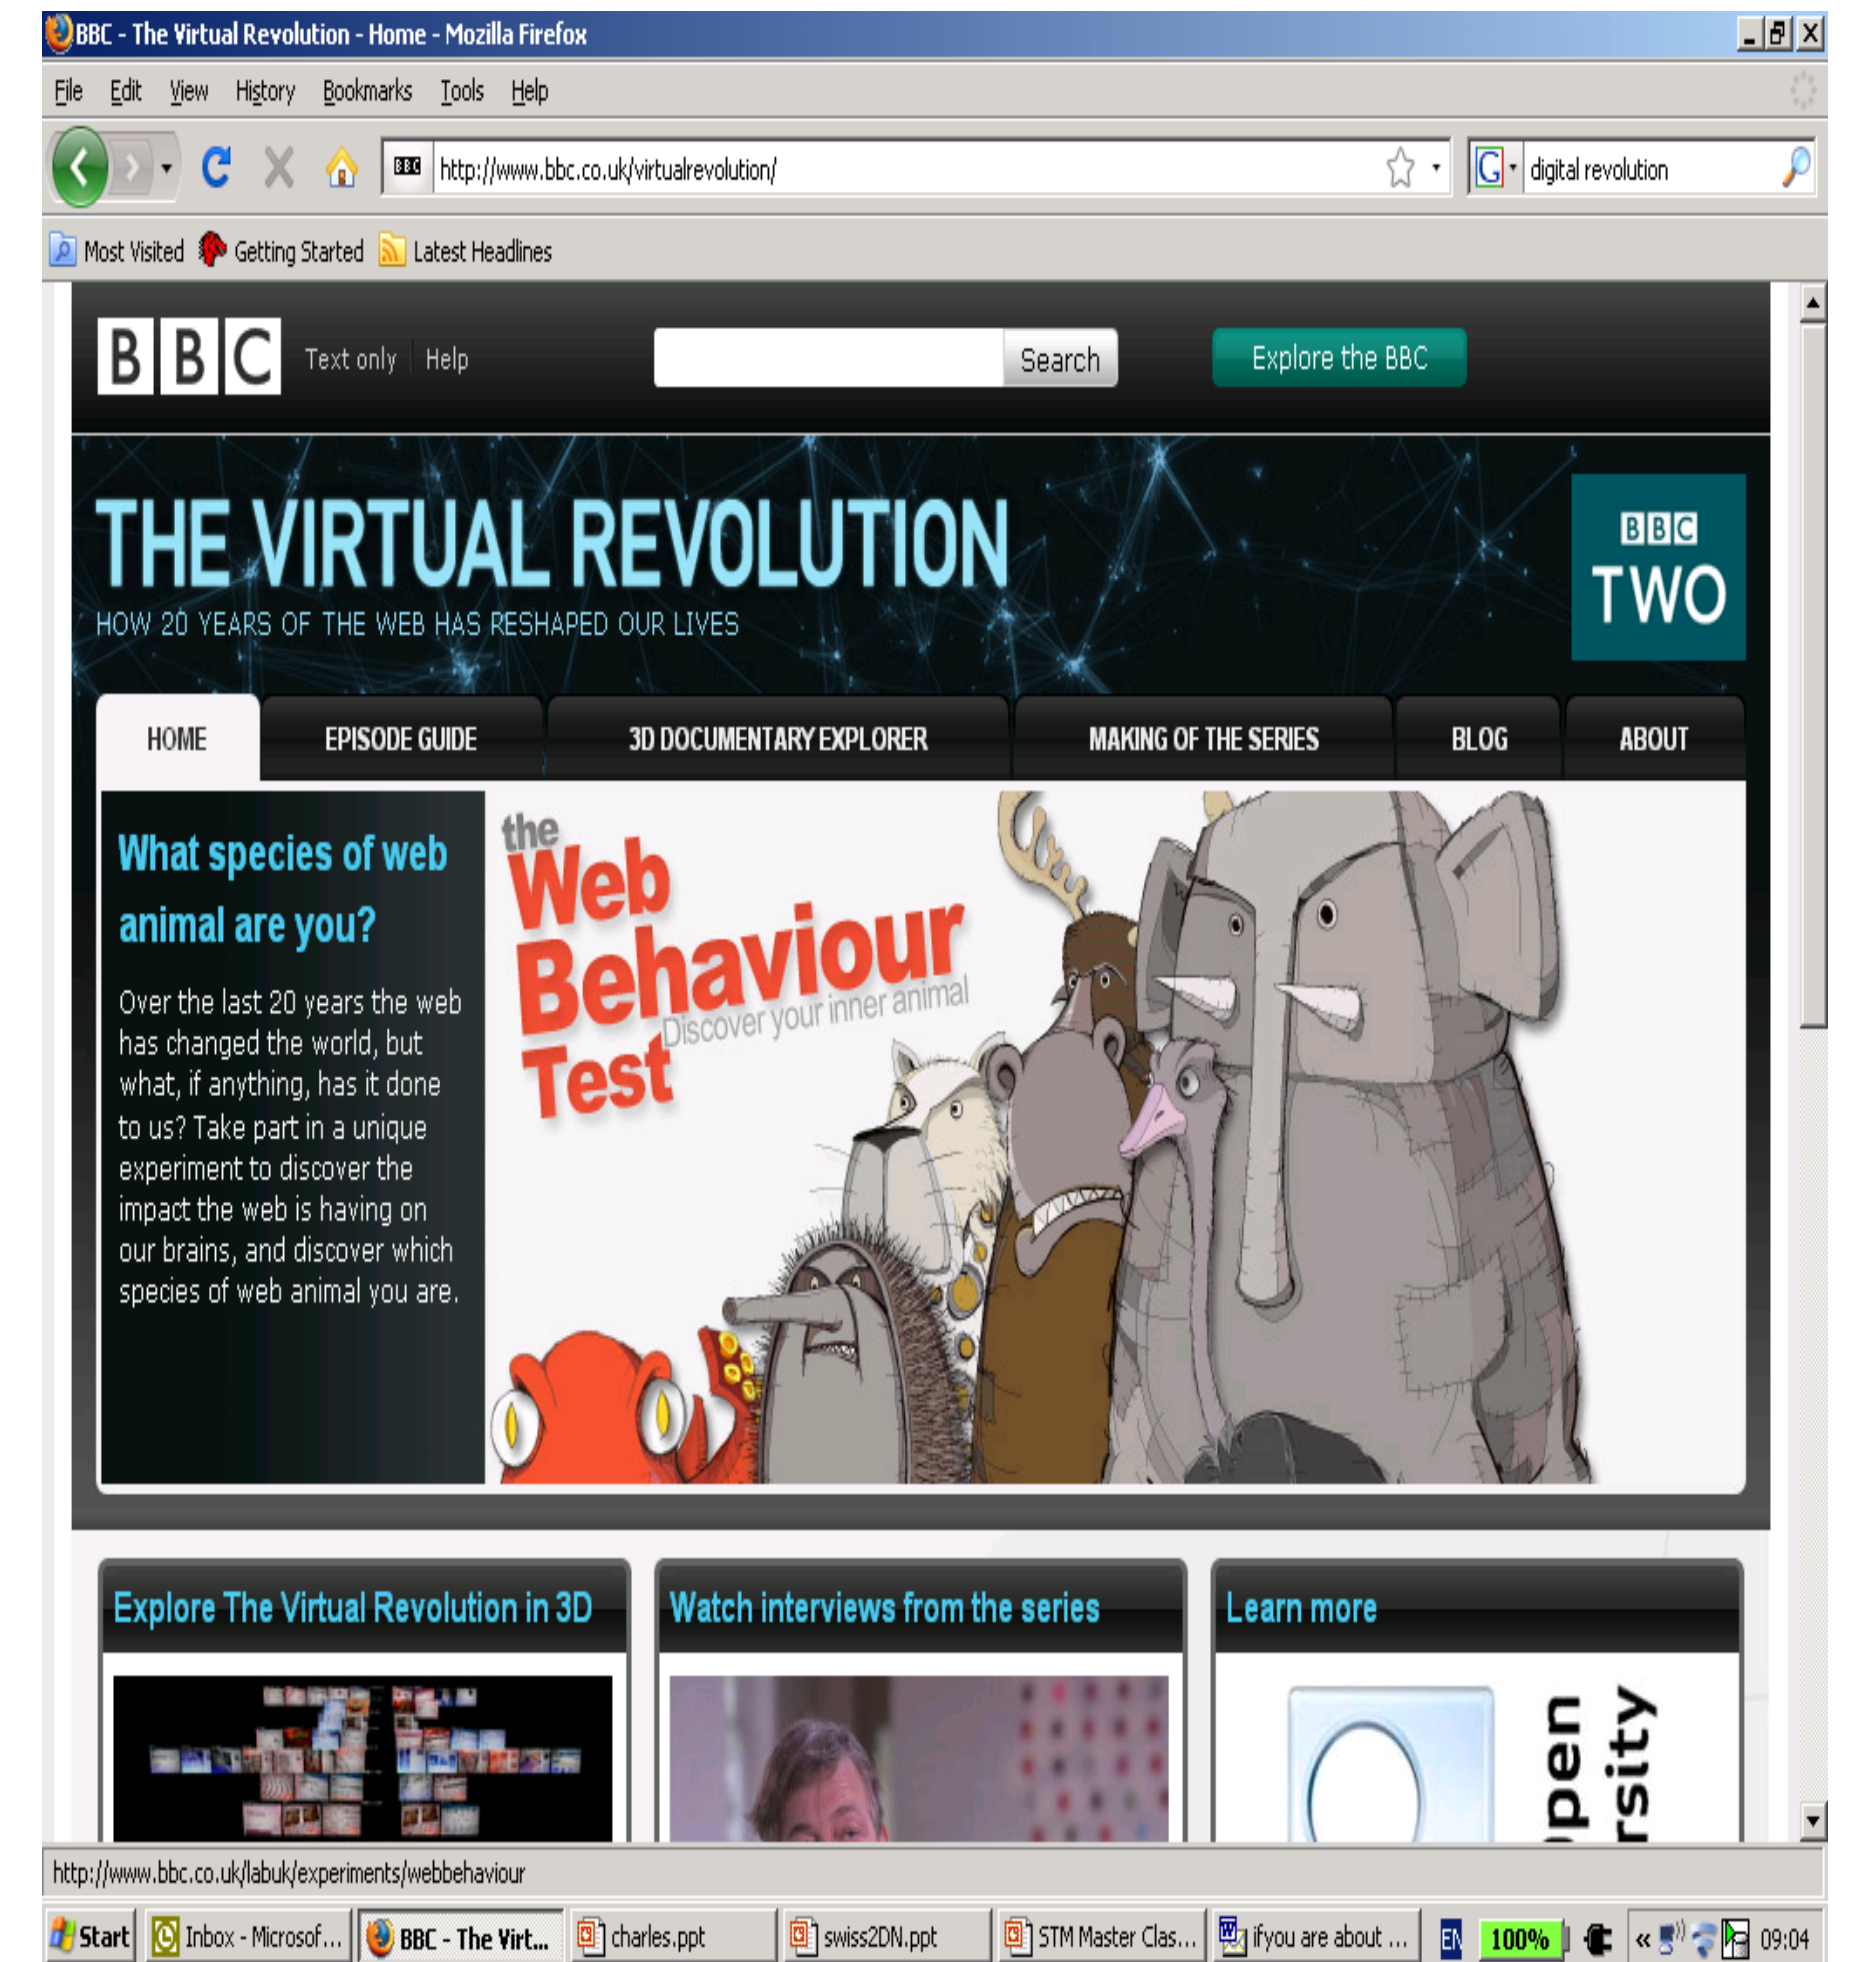 BBC - The Virtual Revolution - Home - Mozilla Firefox
File Edit View History Bookmarks Tools Help
BBC http://www.bbc.co.uk/virtualrevolution/ G digital revolution
Most Visited Getting Started Latest Headlines
BBC Text only Help Search Explore the BBC
THE VIRTUAL REVOLUTION
HOW 20 YEARS OF THE WEB HAS RESHAPED OUR LIVES
BBC
TWO
HOME EPISODE GUIDE 3D DOCUMENTARY EXPLORER MAKING OF THE SERIES BLOG ABOUT
What species of web
animal are you?
Over the last 20 years the web
has changed the world, but
what, if anything, has it done
to us? Take part in a unique
experiment to discover the
impact the web is having on
our brains, and discover which
species of web animal you are.
the
Web
Behaviour
Discover your inner animal
Test
Explore The Virtual Revolution in 3D
Watch interviews from the series
Learn more
pen
rsity
http://www.bbc.co.uk/labuk/experiments/webbehaviour
Start Inbox - Microsof... BBC - The Virt... charles.ppt swiss2DN.ppt STM Master Clas... ifyou are about ... EN 100% « 09:04